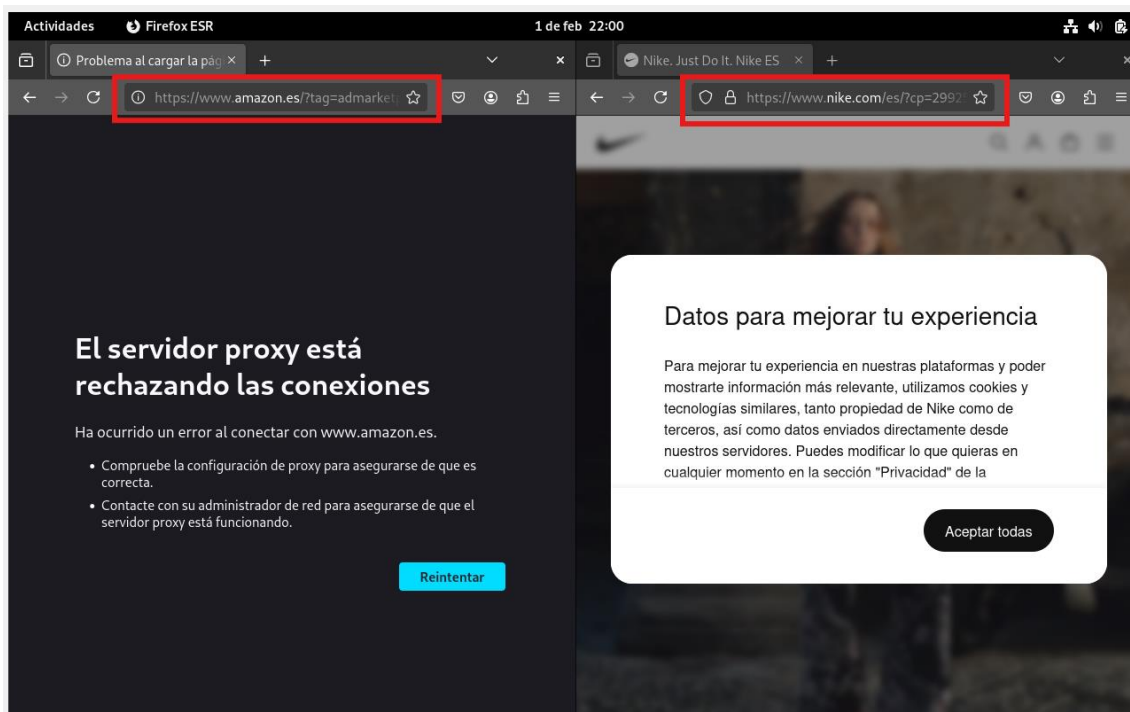 Actividades Firefox ESR 1 de feb 22:00
Problema al cargar la pág
https://www.amazon.es/?tag=admarket
El servidor proxy está
rechazando las conexiones
Ha ocurrido un error al conectar con www.amazon.es.
• Compruebe la configuración de proxy para asegurarse de que es
correcta.
• Contacte con su administrador de red para asegurarse de que el
servidor proxy está funcionando.
Reintentar
Nike. Just Do It. Nike ES
https://www.nike.com/es/?cp=2992
Datos para mejorar tu experiencia
Para mejorar tu experiencia en nuestras plataformas y poder
mostrarte información más relevante, utilizamos cookies y
tecnologías similares, tanto propiedad de Nike como de
terceros, así como datos enviados directamente desde
nuestros servidores. Puedes modificar lo que quieras en
cualquier momento en la sección "Privacidad" de la
Aceptar todas